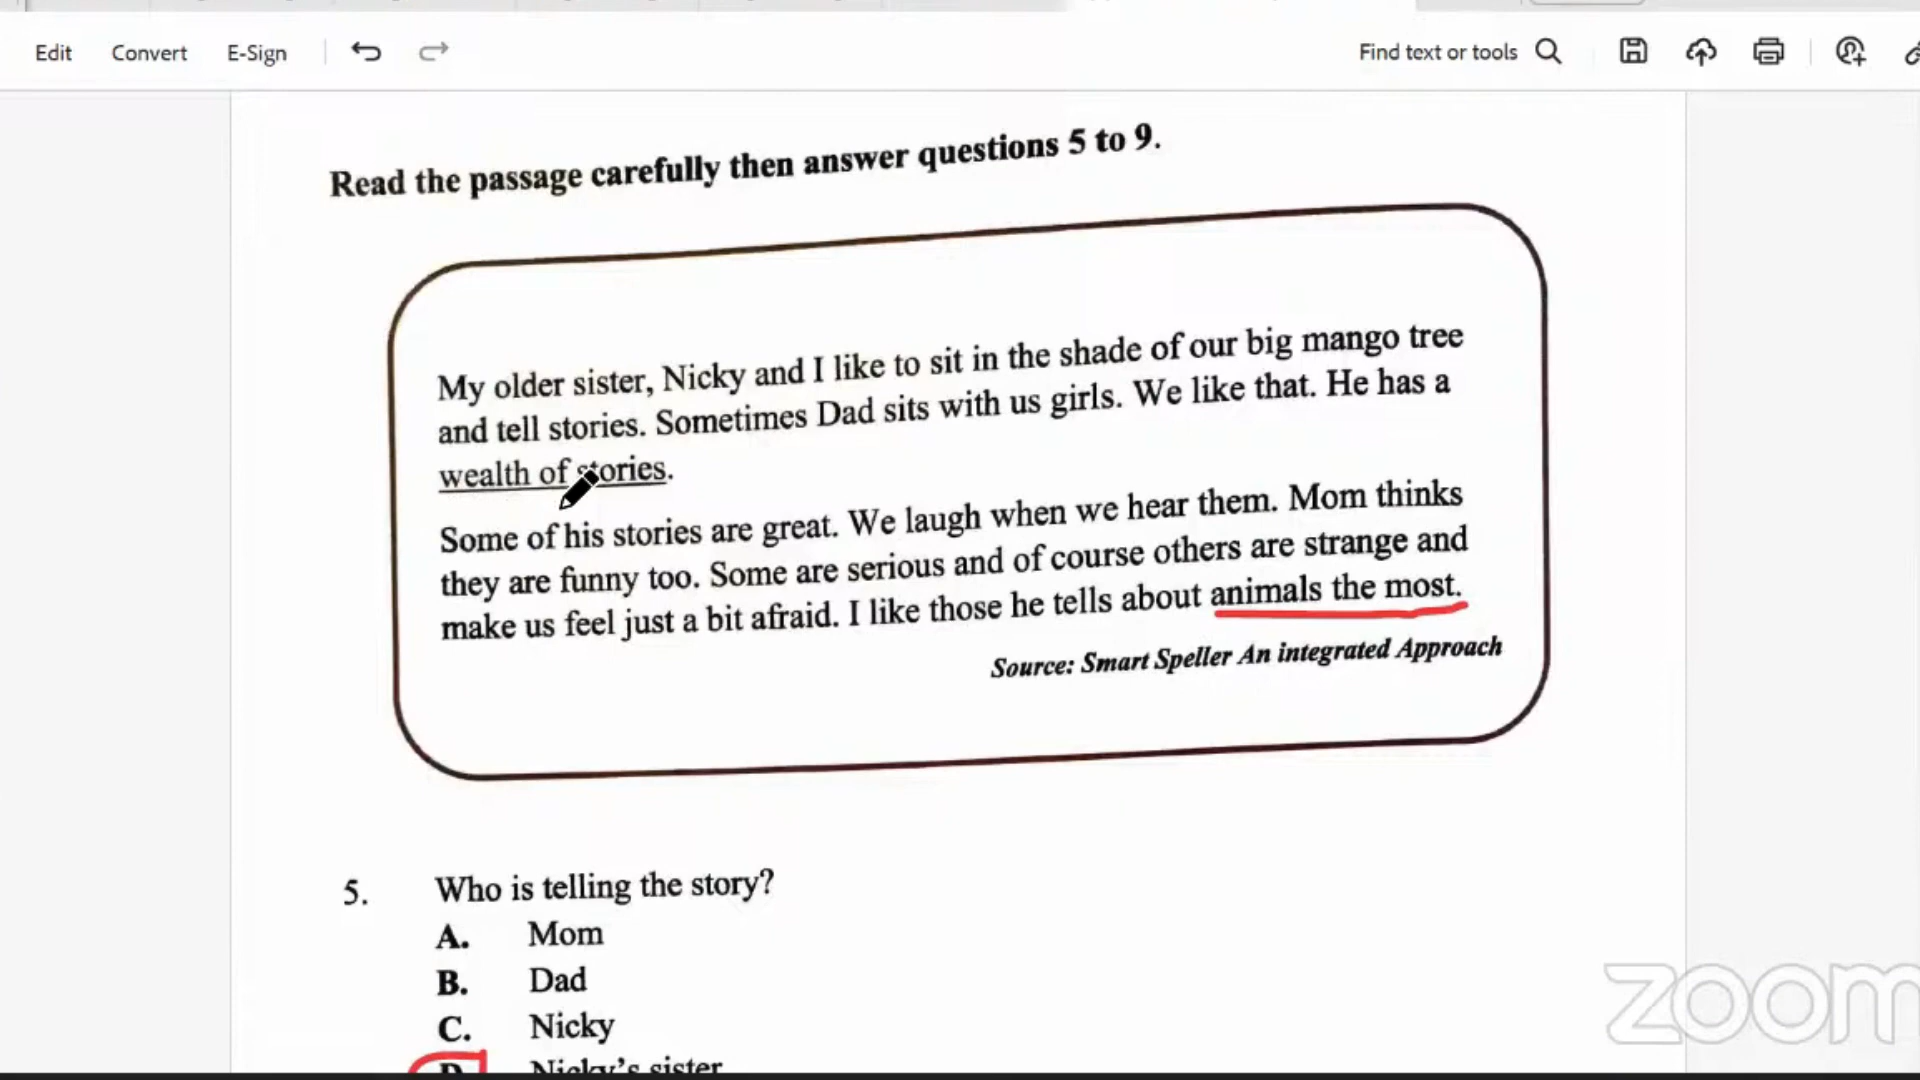 Edit Convert E-Sign Find text or tools
Read the passage carefully then answer questions 5 to 9.
My older sister, Nicky and I like to sit in the shade of our big mango tree
and tell stories. Sometimes Dad sits with us girls. We like that. He has a
wealth of stories.
Some of his stories are great. We laugh when we hear them. Mom thinks
they are funny too. Some are serious and of course others are strange and
make us feel just a bit afraid. I like those he tells about animals the most.
Source: Smart Speller An integrated Approach
5. Who is telling the story?
A. Mom
B. Dad
C. Nicky
D. Nicky's sister
zoom